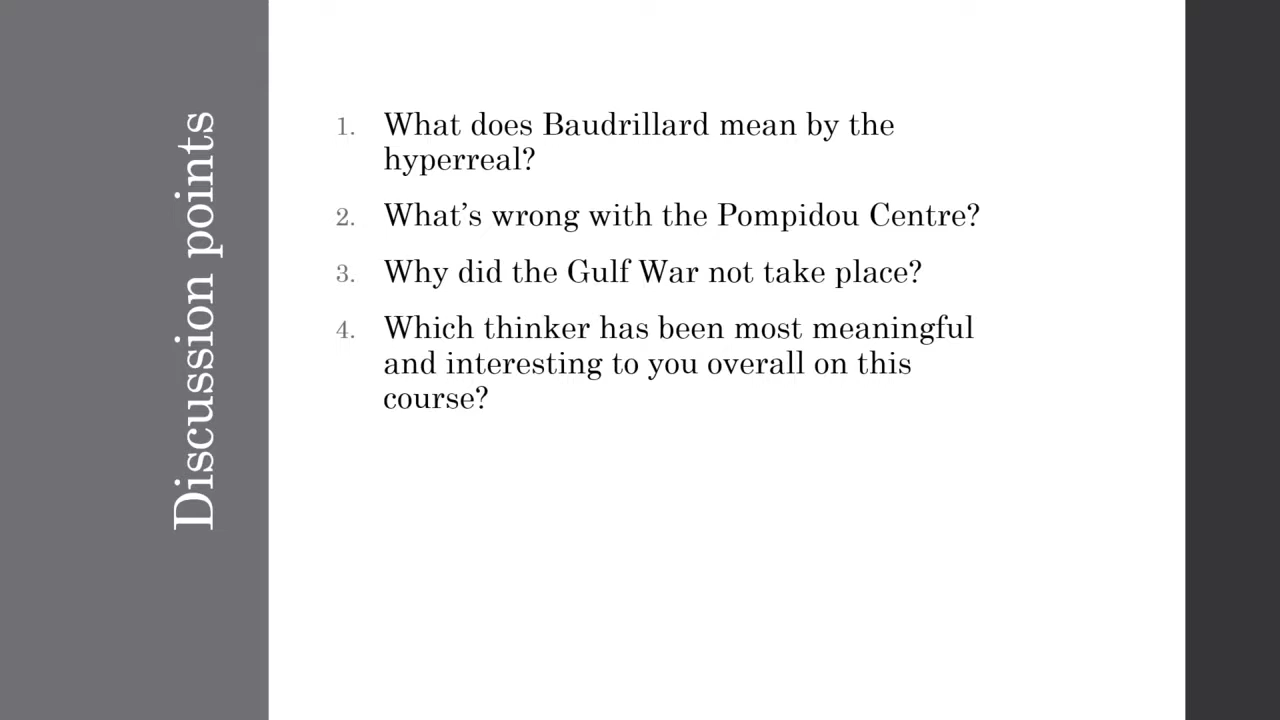 Discussion points
1. What does Baudrillard mean by the
hyperreal?
2. What’s wrong with the Pompidou Centre?
3. Why did the Gulf War not take place?
4. Which thinker has been most meaningful
and interesting to you overall on this
course?